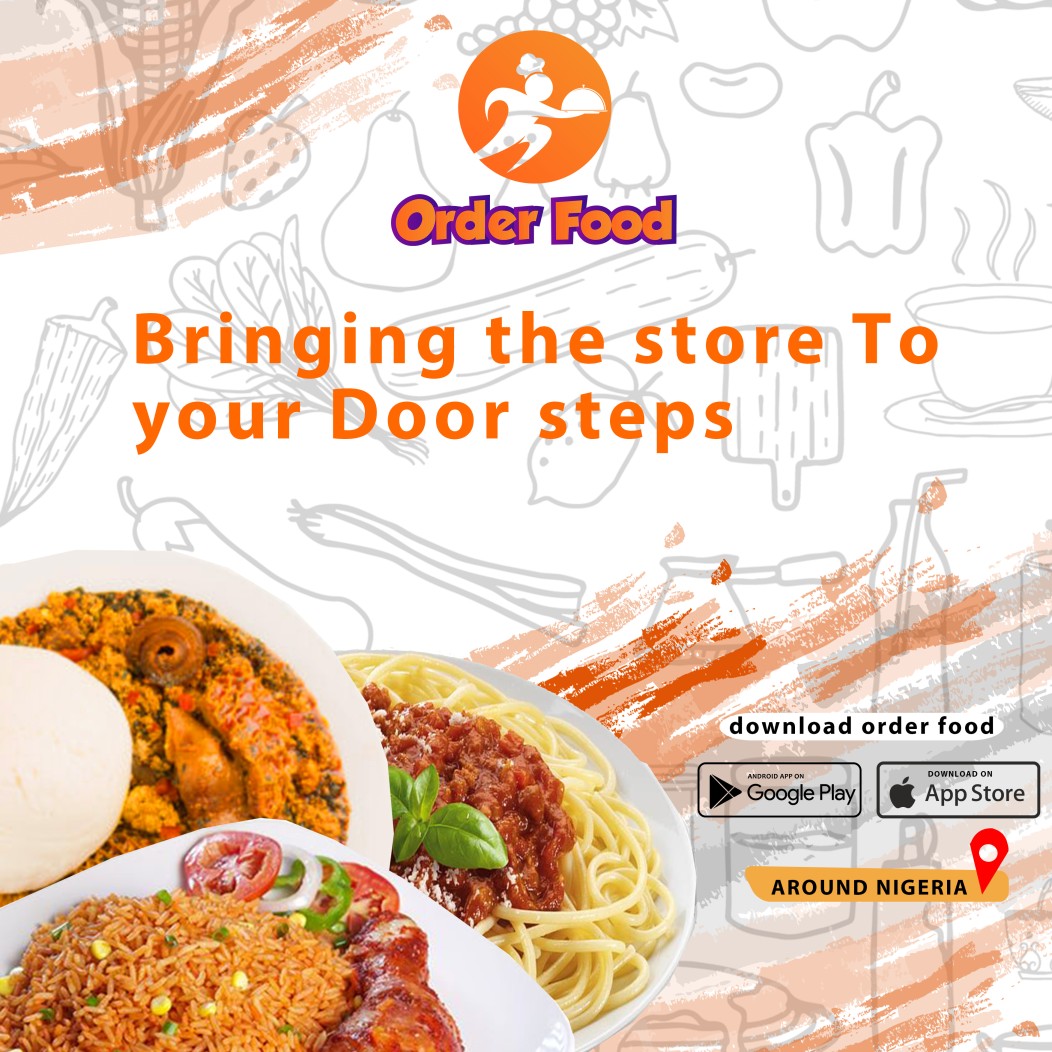 Order Food
Bringing the store To
your Door steps
download order food
ANDROID APP ON
Google Play
DOWNLOAD ON
App Store
AROUND NIGERIA